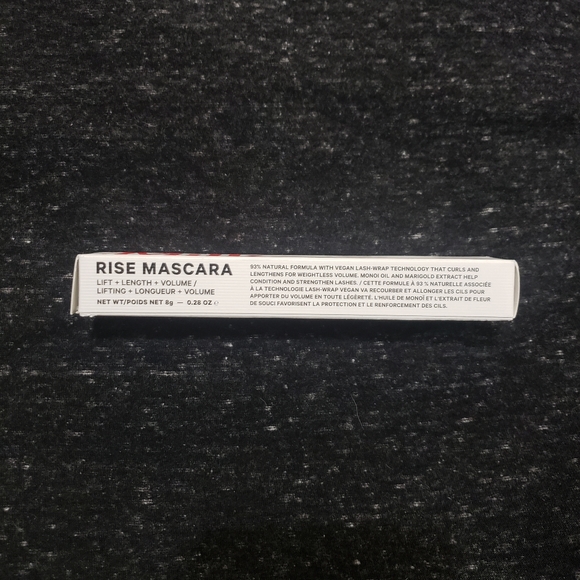 RISE MASCARA
LIFT + LENGTH + VOLUME /
LIFTING + LONGUEUR + VOLUME
NET WT/POIDS NET 8g — 0.28 OZ
93% NATURAL FORMULA WITH VEGAN LASH-WRAP TECHNOLOGY THAT CURLS AND
LENGTHENS FOR WEIGHTLESS VOLUME. MONOI OIL AND MARIGOLD EXTRACT HELP
CONDITION AND STRENGTHEN LASHES. / CETTE FORMULE À 93 % NATURELLE ASSOCIÉE
À LA TECHNOLOGIE LASH-WRAP VEGAN VA RECOURBER ET ALLONGER LES CILS POUR
APPORTER DU VOLUME EN TOUTE LÉGÈRETÉ. L'HUILE DE MONOÏ ET L'EXTRAIT DE FLEUR
DE SOUCI FAVORISENT LA PROTECTION ET LE RENFORCEMENT DES CILS.